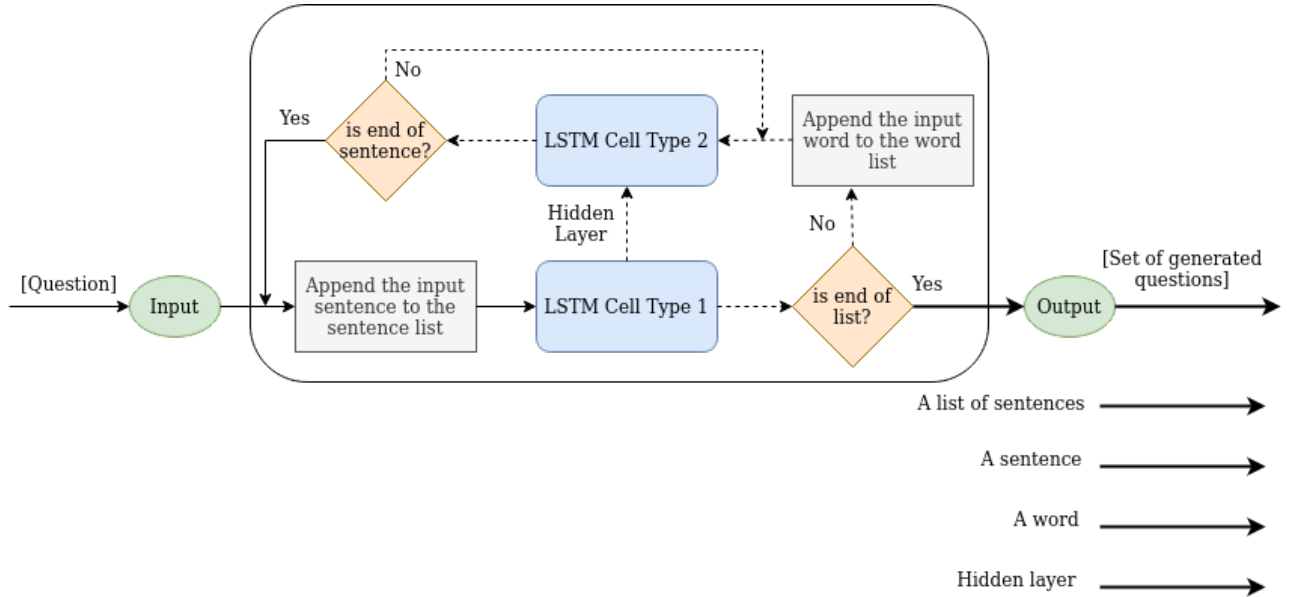 No
Yes
is end of
sentence?
LSTM Cell Type 2
Append the input
word to the word
list
Hidden
Layer
No
[Question]
Input
Append the input
sentence to the
sentence list
LSTM Cell Type 1
is end of
list?
Yes
Output
[Set of generated
questions]
A list of sentences
A sentence
A word
Hidden layer